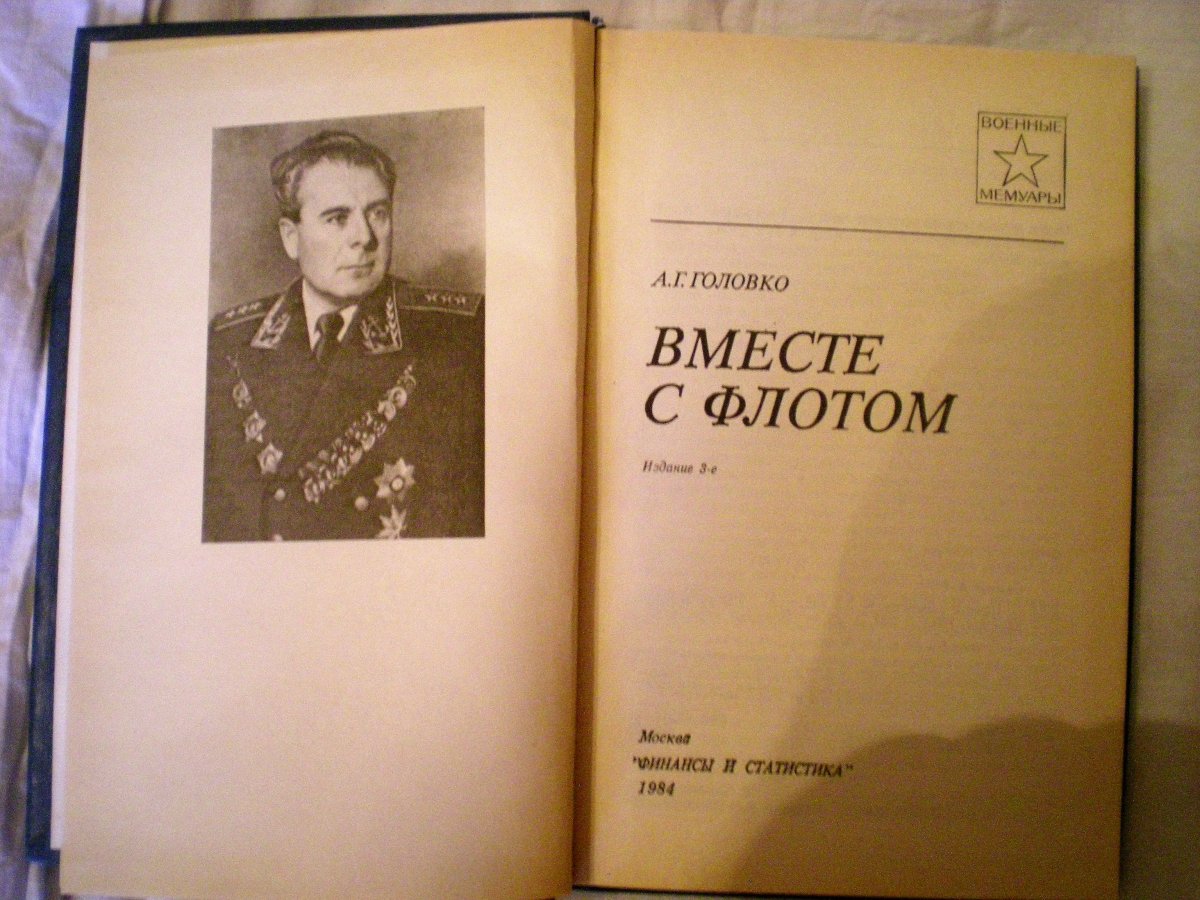 ВОЕННЫЕ
МЕМУАРЫ
А.Г.ГОЛОВКО
ВМЕСТЕ
С ФЛОТОМ
Издание 3-е
Москва
"ФИНАНСЫ И СТАТИСТИКА"
1984